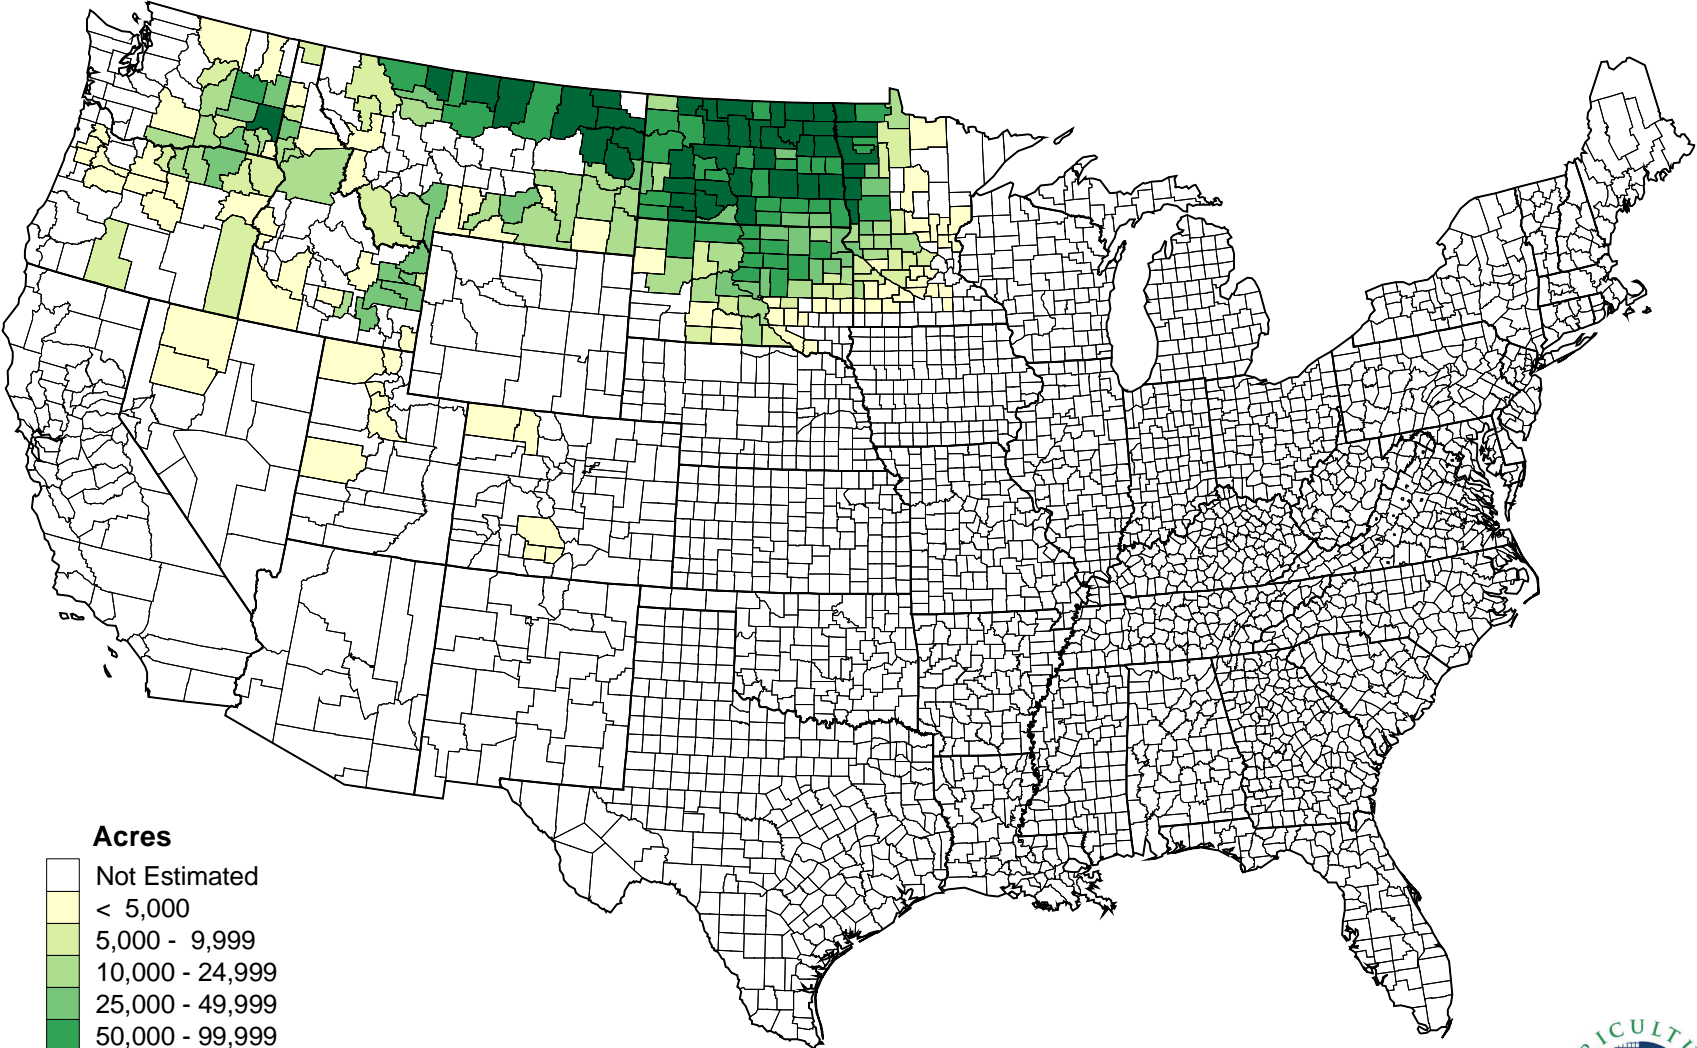 Acres
Not Estimated
< 5,000
5,000 - 9,999
10,000 - 24,999
25,000 - 49,999
50,000 - 99,999
RICULT